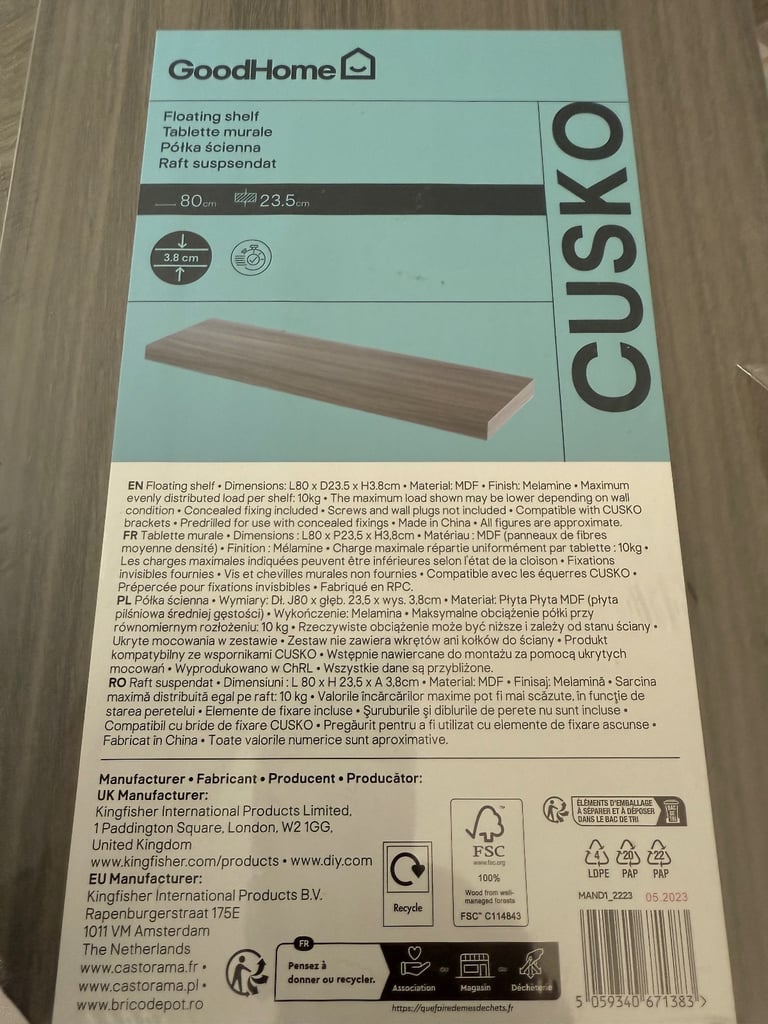 GoodHome
Floating shelf
Tablette murale
Półka ścienna
Raft suspsendat
CUSKO
80cm 23.5cm
3.8 cm
EN Floating shelf • Dimensions: L80 x D23.5 x H3.8cm • Material: MDF • Finish: Melamine • Maximum
evenly distributed load per shelf: 10kg • The maximum load shown may be lower depending on wall
condition • Concealed fixing included • Screws and wall plugs not included • Compatible with CUSKO
brackets • Predrilled for use with concealed fixings • Made in China • All figures are approximate.
FR Tablette murale • Dimensions : L80 x P23,5 x H3,8cm • Matériau : MDF (panneaux de fibres
moyenne densité) • Finition : Mélamine • Charge maximale répartie uniformément par tablette : 10kg •
Les charges maximales indiquées peuvent être inférieures selon l'état de la cloison • Fixations
invisibles fournies • Vis et chevilles murales non fournies • Compatible avec les équerres CUSKO •
Prépercée pour fixations invisibles • Fabriqué en RPC.
PL Półka ścienna • Wymiary: Dł. J80 x głęb. 23,5 x wys. 3,8cm • Materiał: Płyta Płyta MDF (płyta
pilśniowa średniej gęstości) • Wykończenie: Melamina • Maksymalne obciążenie półki przy
równomiernym rozłożeniu: 10 kg • Rzeczywiste obciążenie może być niższe i zależy od stanu ściany •
Ukryte mocowania w zestawie • Zestaw nie zawiera wkrętów ani kołków do ściany • Produkt
kompatybilny ze wspornikami CUSKO • Wstępnie nawiercane do montażu za pomocą ukrytych
mocowań • Wyprodukowano w ChRL • Wszystkie dane są przybliżone.
RO Raft suspendat • Dimensiuni : L 80 x H 23,5 x A 3,8cm • Material: MDF • Finisaj: Melamină • Sarcina
maximă distribuită egal pe raft: 10 kg • Valorile încărcărilor maxime pot fi mai scăzute, în funcţie de
starea peretelui • Elemente de fixare incluse • Şuruburile şi diblurile de perete nu sunt incluse •
Compatibil cu bride de fixare CUSKO • Pregăurit pentru a fi utilizat cu elemente de fixare ascunse •
Fabricat în China • Toate valorile numerice sunt aproximative.
Manufacturer • Fabricant • Producent • Producător:
UK Manufacturer:
Kingfisher International Products Limited,
1 Paddington Square, London, W2 1GG,
United Kingdom
www.kingfisher.com/products • www.diy.com
EU Manufacturer:
Kingfisher International Products B.V.
Rapenburgerstraat 175E
1011 VM Amsterdam
The Netherlands
www.castorama.fr •
www.castorama.pl •
www.bricodepot.ro
Recycle
FSC
www.fsc.org
100%
Wood from well-
managed forests
FSC™ C114843
ÉLÉMENTS D'EMBALLAGE
À SÉPARER ET À DÉPOSER
DANS LE BAC DE TRI
BAC
DE
TRI
4 20 22
LDPE PAP PAP
MAND1_2223 05.2023
5 059340 671383 >
FR
Pensez à
donner ou recycler.
ou ou
Association Magasin Déchèterie
https://quefairedemesdechets.fr